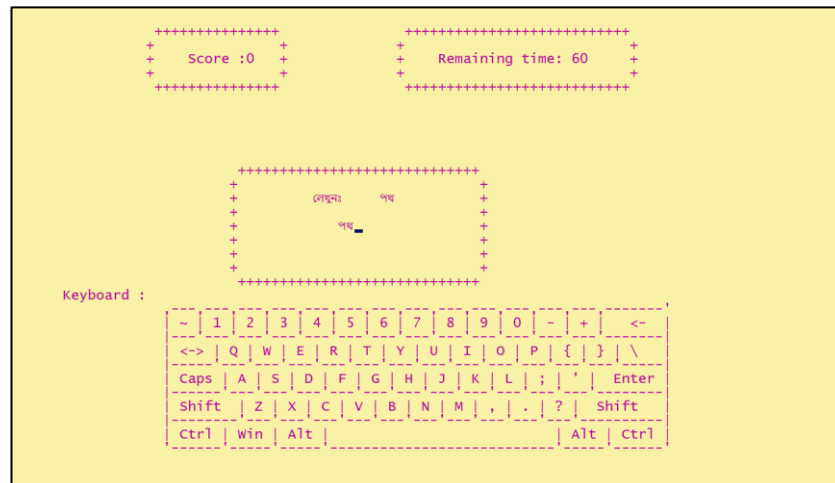 Score :0
Remaining time: 60
লেখুনঃ পথ
পথ
Keyboard :
~ | 1 | 2 | 3 | 4 | 5 | 6 | 7 | 8 | 9 | 0 | - | + | <-
<-> | Q | W | E | R | T | Y | U | I | O | P | { | } | \
Caps | A | S | D | F | G | H | J | K | L | ; | ' | Enter
Shift | Z | X | C | V | B | N | M | , | . | ? | Shift
Ctrl | Win | Alt | | Alt | Ctrl